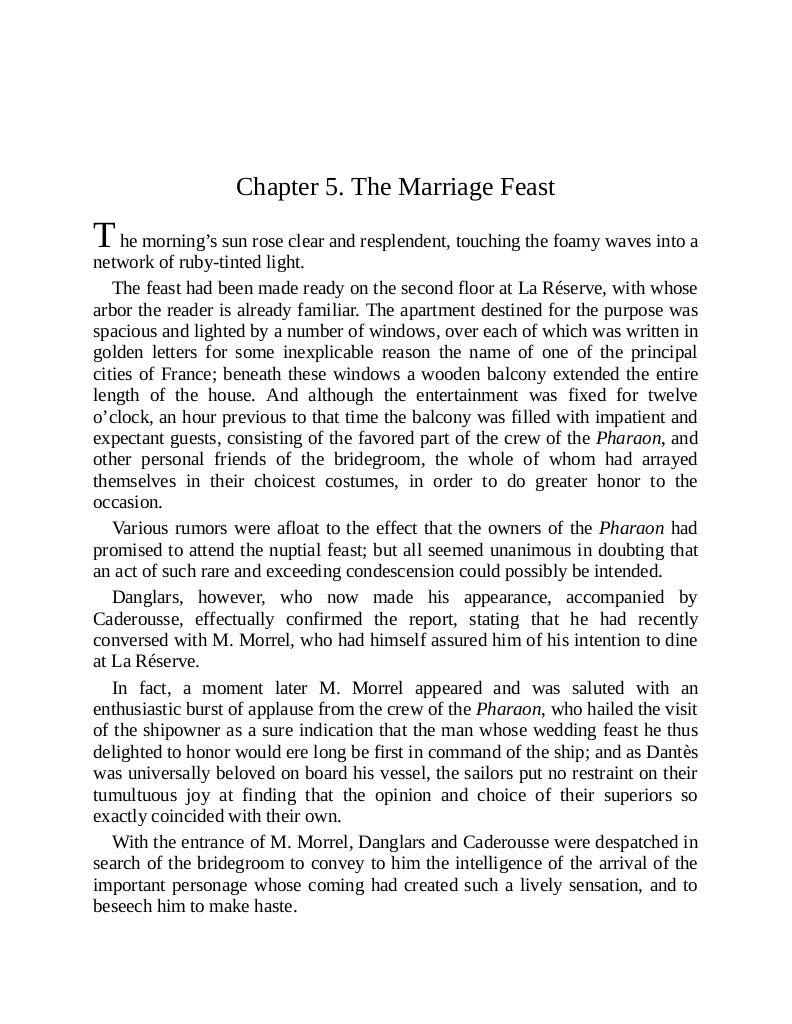 Chapter 5. The Marriage Feast
The morning’s sun rose clear and resplendent, touching the foamy waves into a
network of ruby-tinted light.
The feast had been made ready on the second floor at La Réserve, with whose
arbor the reader is already familiar. The apartment destined for the purpose was
spacious and lighted by a number of windows, over each of which was written in
golden letters for some inexplicable reason the name of one of the principal
cities of France; beneath these windows a wooden balcony extended the entire
length of the house. And although the entertainment was fixed for twelve
o’clock, an hour previous to that time the balcony was filled with impatient and
expectant guests, consisting of the favored part of the crew of the Pharaon, and
other personal friends of the bridegroom, the whole of whom had arrayed
themselves in their choicest costumes, in order to do greater honor to the
occasion.
Various rumors were afloat to the effect that the owners of the Pharaon had
promised to attend the nuptial feast; but all seemed unanimous in doubting that
an act of such rare and exceeding condescension could possibly be intended.
Danglars, however, who now made his appearance, accompanied by
Caderousse, effectually confirmed the report, stating that he had recently
conversed with M. Morrel, who had himself assured him of his intention to dine
at La Réserve.
In fact, a moment later M. Morrel appeared and was saluted with an
enthusiastic burst of applause from the crew of the Pharaon, who hailed the visit
of the shipowner as a sure indication that the man whose wedding feast he thus
delighted to honor would ere long be first in command of the ship; and as Dantès
was universally beloved on board his vessel, the sailors put no restraint on their
tumultuous joy at finding that the opinion and choice of their superiors so
exactly coincided with their own.
With the entrance of M. Morrel, Danglars and Caderousse were despatched in
search of the bridegroom to convey to him the intelligence of the arrival of the
important personage whose coming had created such a lively sensation, and to
beseech him to make haste.